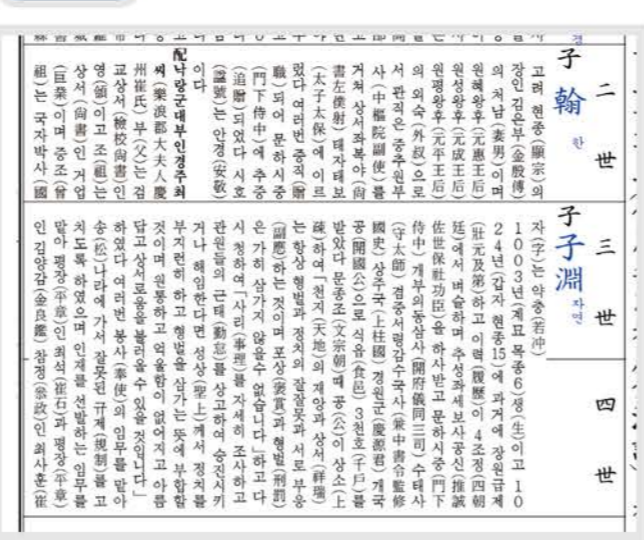 二世
子翰 한
고려 현종(顯宗)의
장인 김은부(金殷傅)
의 처남(妻男)이며
원혜왕후(元惠王后)
원성왕후(元成王后)
원평왕후(元平王后)
의 외숙(外叔)으로
서 관직은 중추원부
사(中樞院副使)를
거쳐 상서좌복야(尙
書左僕射)태자태보
(太子太保)에 이르
렀다 여러번 증직(贈
職)되어 문하시중
(門下侍中)에 추증
(追贈)되었다 시호
(諡號)는 안경(安敬)
이다
配낙랑군대부인경주최
씨(樂浪郡大夫人慶
州崔氏) 부(父)는 검
교상서(檢校尙書)인
영(領)이고 조(祖)는
상서(尙書)인 거업
(巨業)이며 증조(曾
祖)는 국자박사(國
三世
四世
子子淵 자연
자(字)는 약충(若冲)
1003년(계묘 목종6)생(生)이고 10
24년(갑자 현종15)에 과거에 장원급제
(壯元及第)하고 이력(履歷)이 4조정(四朝
廷)에서 벼슬하며 추성좌세보사공신(推誠
佐世保社功臣)을 하사받고 문하시중(門下
侍中) 개부의동삼사(開府儀同三司) 수태사
(守太師) 겸중서령감수국사(兼中書令監修
國史) 상주국(上柱國) 경원군(慶源君) 개국
공(開國公)으로 식읍(食邑) 3천호(千戶)를
받았다 문종조(文宗朝)때 공(公)이 상소(上
疎)하여「천지(天地)의 재앙과 상서(祥瑞)
는 항상 형벌과 정치의 잘잘못과 서로 부응
(副應)하는 것이며 포상(褒賞)과 형벌(刑罰)
은 가히 삼가지 않을수 없습니다」하고 다
시 청하여「사리(事理)를 자세히 조사하고
관원들의 근태(勤怠)를 상고하여 승진시키
거나 해임한다면 성상(聖上)께서 정치를
부지런히 하고 형벌을 삼가는 뜻에 부합할
것이며 원통하고 억울함이 없어지고 아름
답고 상서로움을 불러올수 있을 것입니다」
하였다 여러번 봉사(奉使)의 임무를 맡아
송(松)나라에 가서 잘못된 규제(規制)를 고
치도록 하였으며 인재를 선발하는 임무를
맡아 평장(平章)인 최석(崔石)과 평장(平章)
인 김양감(金良鑑) 참정(參政)인 최사훈(崔